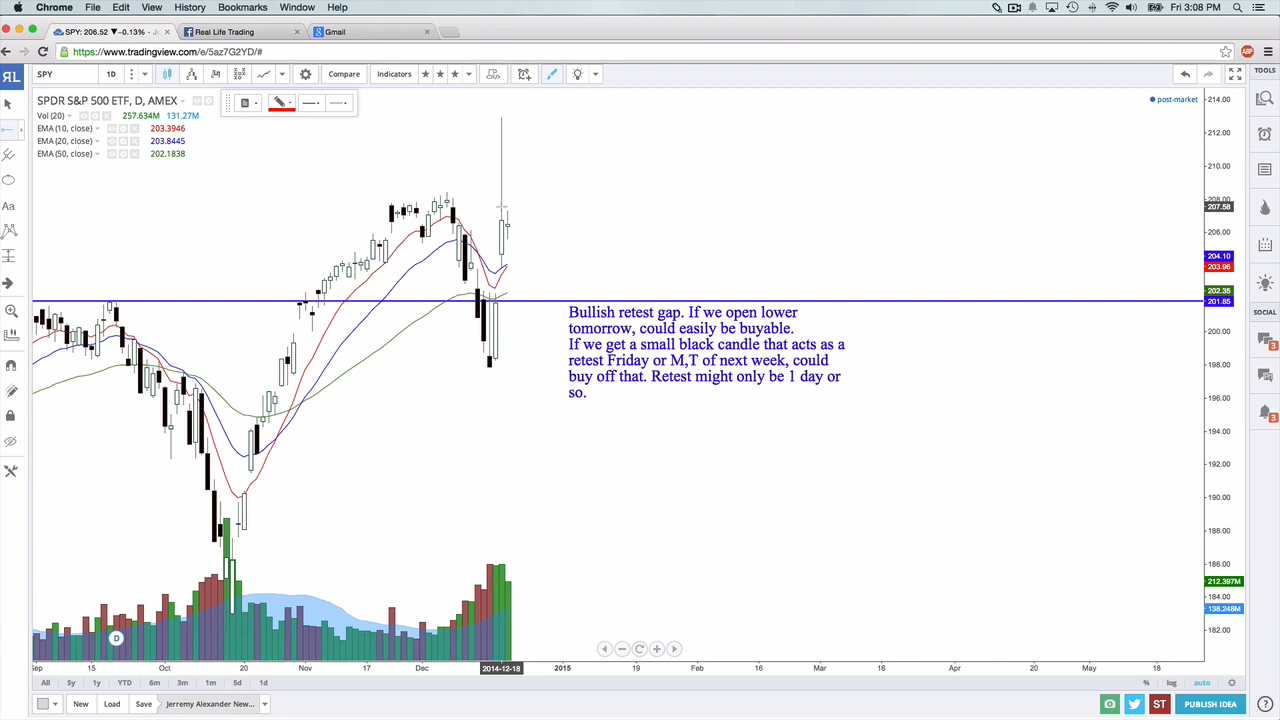 Chrome File Edit View History Bookmarks Window Help Fri 3:08 PM
SPY: 206.52 ▼−0.13% - Je × Real Life Trading × Gmail ×
https://www.tradingview.com/e/5az7G2YD/#
ABP
RL SPY 1D Compare Indicators TOOLS
SPDR S&P 500 ETF, D, AMEX
Vol (20) 257.634M 131.27M
EMA (10, close) 203.3946
EMA (20, close) 203.8445
EMA (50, close) 202.1838
Aa
post-market
214.00
212.00
210.00
208.00
207.58
206.00
204.10
203.96
202.35
201.85
200.00
198.00
196.00
194.00
192.00
190.00
188.00
186.00
212.397M
184.00
138.248M
182.00
Bullish retest gap. If we open lower
tomorrow, could easily be buyable.
If we get a small black candle that acts as a
retest Friday or M,T of next week, could
buy off that. Retest might only be 1 day or
so.
SOCIAL
3
3
D
Sep 15 Oct 20 Nov 17 Dec 2014-12-18 2015 19 Feb 16 Mar 16 Apr 20 May 18
All 5y 1y YTD 6m 3m 1m 5d 1d % log auto
New Load Save Jerremy Alexander New... ST PUBLISH IDEA ?